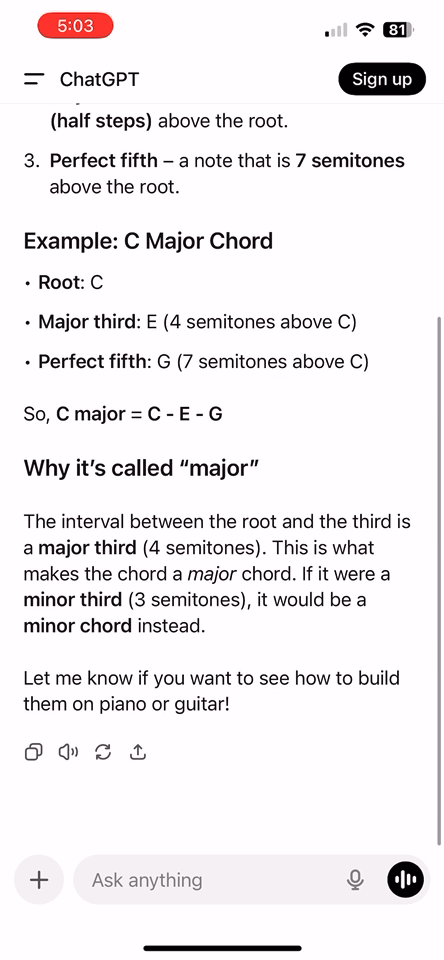 5:03
81
ChatGPT
Sign up
(half steps) above the root.
3. Perfect fifth – a note that is 7 semitones
above the root.
Example: C Major Chord
• Root: C
• Major third: E (4 semitones above C)
• Perfect fifth: G (7 semitones above C)
So, C major = C - E - G
Why it's called “major”
The interval between the root and the third is
a major third (4 semitones). This is what
makes the chord a major chord. If it were a
minor third (3 semitones), it would be a
minor chord instead.
Let me know if you want to see how to build
them on piano or guitar!
Ask anything